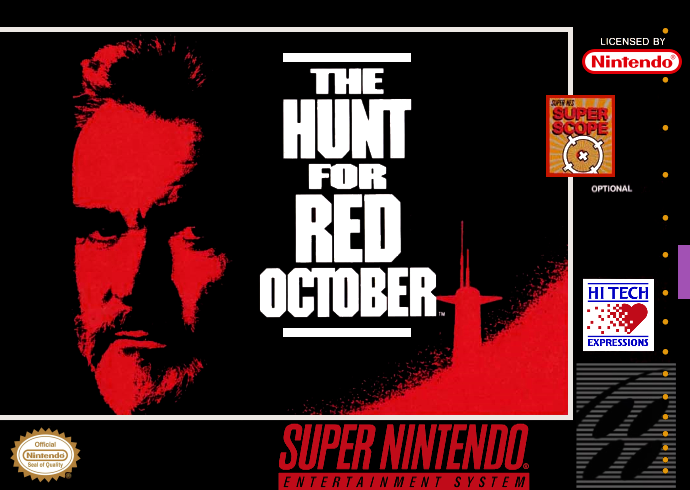 THE
HUNT
FOR
RED
OCTOBER™
LICENSED BY
Nintendo®
SUPER NES
SUPER
SCOPE
OPTIONAL
HI TECH
EXPRESSIONS
Official
Nintendo
Seal of Quality
SUPER NINTENDO®
ENTERTAINMENT SYSTEM